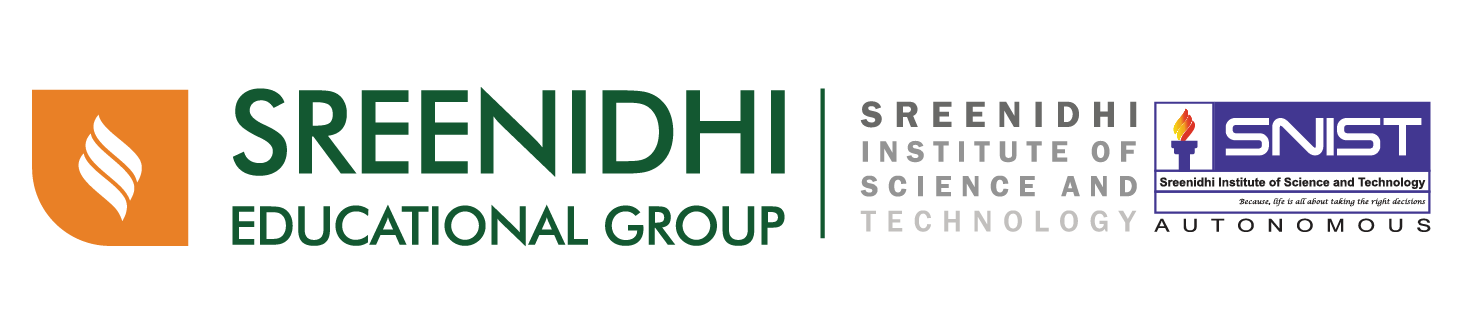 SREENIDHI
EDUCATIONAL GROUP
SREENIDHI
INSTITUTE OF
SCIENCE AND
TECHNOLOGY
SNIST
Sreenidhi Institute of Science and Technology
Because, life is all about taking the right decisions
AUTONOMOUS